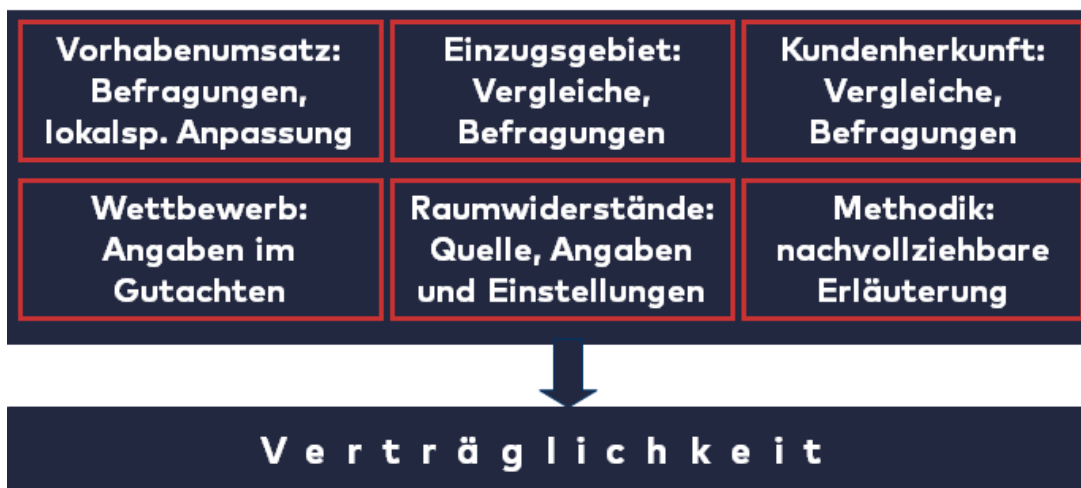 Vorhabenumsatz:
Befragungen,
lokalsp. Anpassung
Einzugsgebiet:
Vergleiche,
Befragungen
Kundenherkunft:
Vergleiche,
Befragungen
Wettbewerb:
Angaben im
Gutachten
Raumwiderstände:
Quelle, Angaben
und Einstellungen
Methodik:
nachvollziehbare
Erläuterung
Verträglichkeit